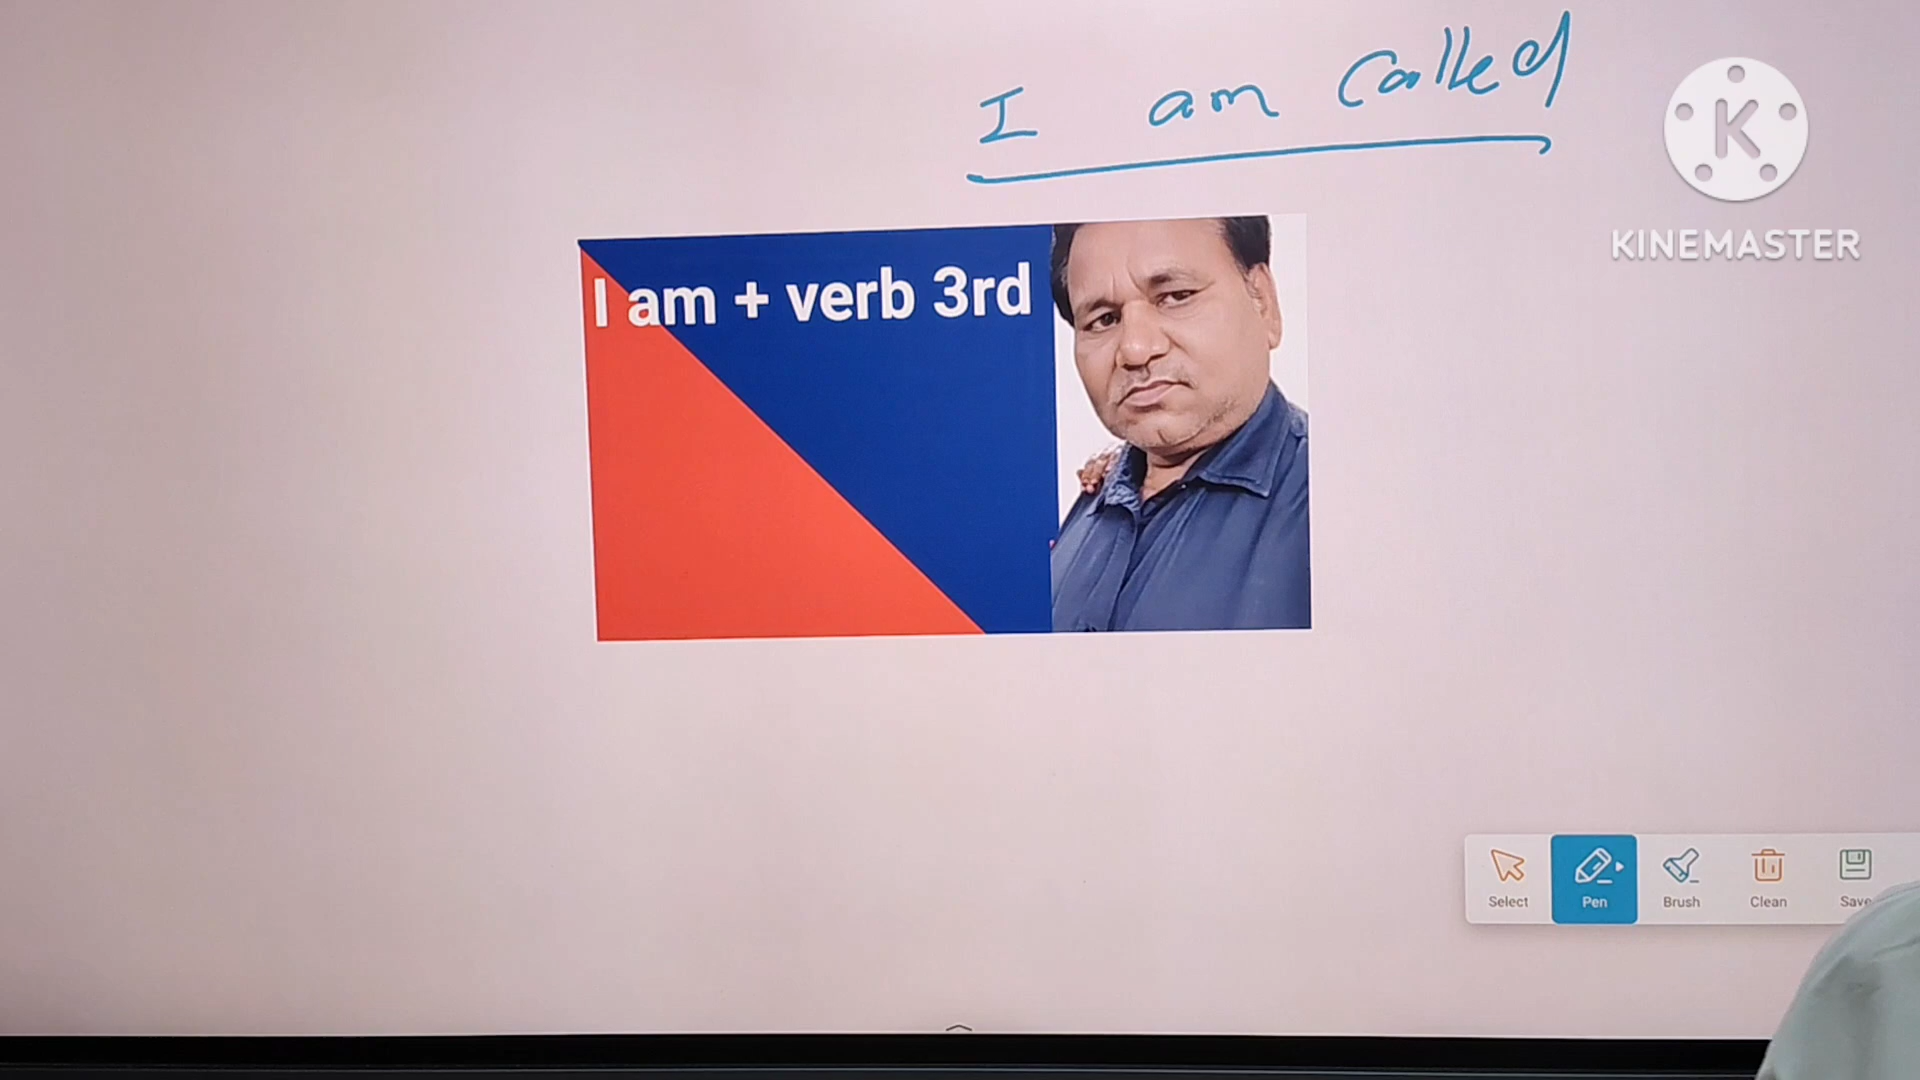 I am called
KINEMASTER
I am + verb 3rd
Select Pen Brush Clean Save